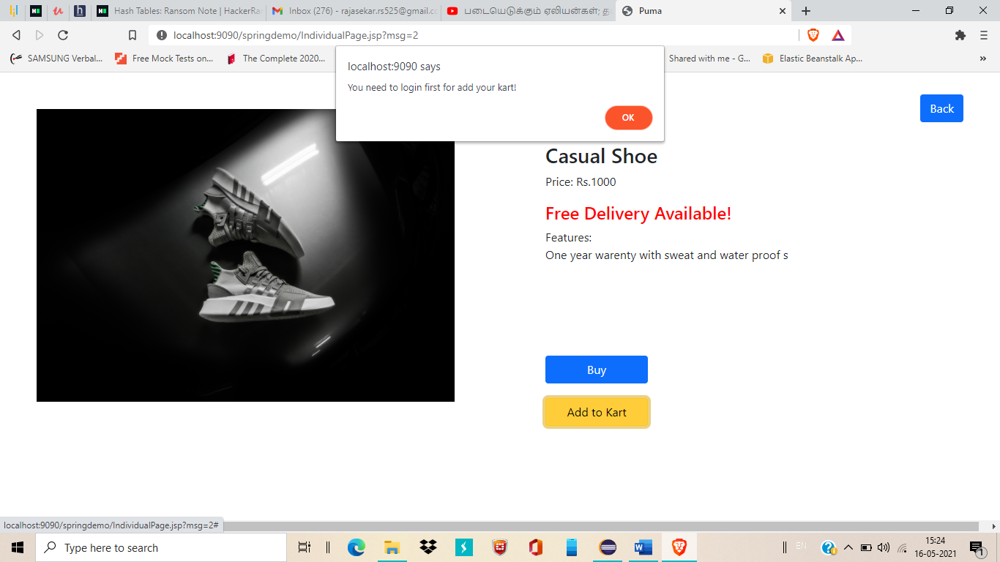 Hash Tables: Ransom Note | HackerRa
Inbox (276) - rajasekar.rs525@gmail.co
படையெடுக்கும் ஏலியன்கள்; த
Puma
localhost:9090/springdemo/IndividualPage.jsp?msg=2
SAMSUNG Verbal...
Free Mock Tests on...
The Complete 2020...
Shared with me - G...
Elastic Beanstalk Ap...
localhost:9090 says
You need to login first for add your kart!
OK
Back
Casual Shoe
Price: Rs.1000
Free Delivery Available!
Features:
One year warenty with sweat and water proof s
Buy
Add to Kart
localhost:9090/springdemo/IndividualPage.jsp?msg=2#
Type here to search
EN
15:24
16-05-2021
1